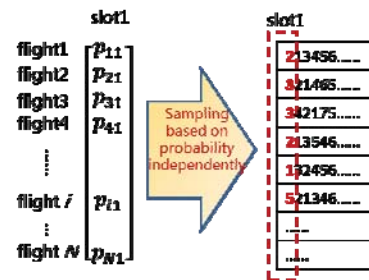 slot1
flight1 p11
flight2 p21
flight3 p31
flight4 p41
⋮
flight i pi1
⋮
flight N pN1
Sampling
based on
probability
independently
slot1
213456......
321465......
342175......
213546......
132456......
521346......
......
......